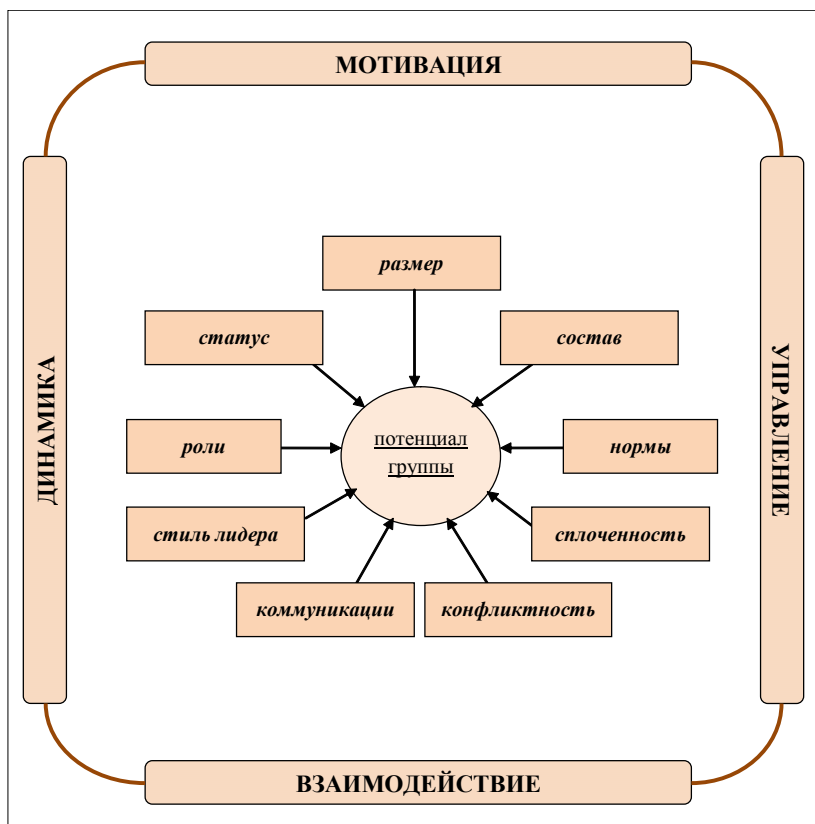 МОТИВАЦИЯ
размер
статус
состав
ДИНАМИКА
УПРАВЛЕНИЕ
потенциал
группы
роли
нормы
стиль лидера
сплоченность
коммуникации
конфликтность
ВЗАИМОДЕЙСТВИЕ